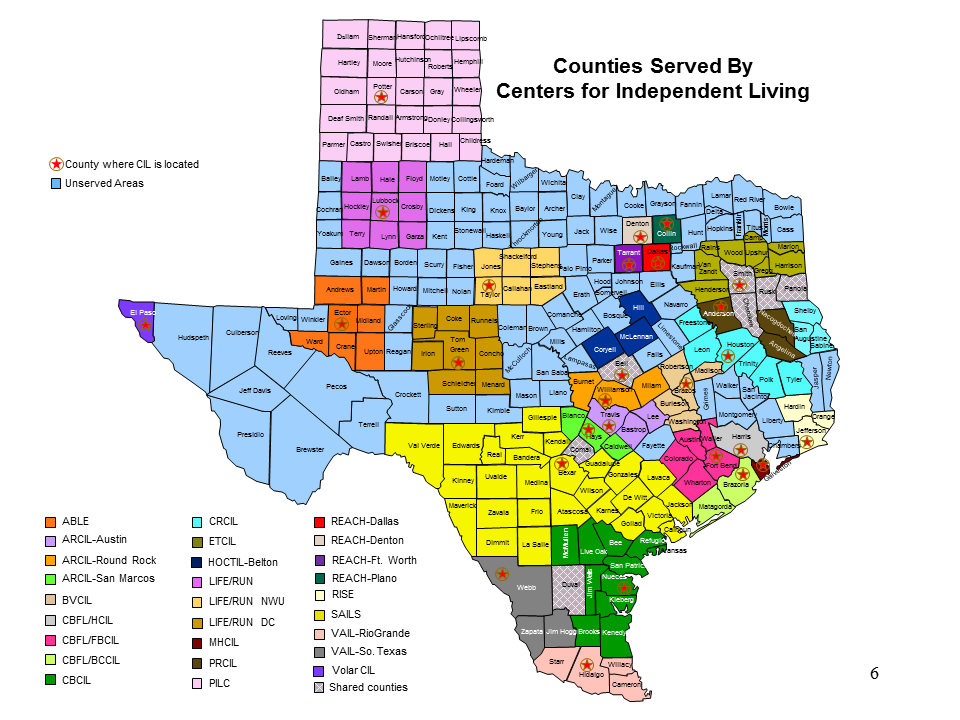 Counties Served By
Centers for Independent Living
County where CIL is located
Unserved Areas
Dallam Sherman Hansford Ochiltree Lipscomb
Hartley Moore Hutchinson Roberts Hemphill
Oldham Potter Carson Gray Wheeler
Deaf Smith Randall Armstrong Donley Collingsworth
Parmer Castro Swisher Briscoe Hall Childress
Hardeman
Bailey Lamb Hale Floyd Motley Cottle Foard Wilbarger Wichita
Clay Montague Cooke Grayson Fannin Lamar Red River Bowie
Cochran Hockley Lubbock Crosby Dickens King Knox Baylor Archer
Delta Franklin Titus Morris Cass
Yoakum Terry Lynn Garza Kent Stonewall Haskell Throckmorton Young Jack Wise Denton Collin Hunt Hopkins Camp
Rockwall Rains Wood Upshur Marion
Gaines Dawson Borden Scurry Fisher Jones Shackelford Stephens Palo Pinto Parker Tarrant Dallas Kaufman Van Zandt Smith Gregg Harrison
Andrews Martin Howard Mitchell Nolan Taylor Callahan Eastland Erath Hood Somervell Johnson Ellis Henderson Rusk Panola
El Paso Hudspeth Culberson Loving Winkler Ector Midland Glasscock Sterling Coke Runnels Coleman Brown Comanche Hamilton Bosque Hill Navarro Freestone Anderson Cherokee Nacogdoches Shelby
Reeves Ward Crane Upton Reagan Irion Tom Green Concho McCulloch Mills Lampasas Coryell McLennan Limestone Falls Leon Houston Angelina San Augustine Sabine
Jeff Davis Pecos Crockett Schleicher Menard San Saba Bell Robertson Madison Trinity Polk Tyler Jasper Newton
Presidio Brewster Terrell Sutton Kimble Mason Llano Burnet Williamson Milam Brazos Grimes Walker San Jacinto Hardin
Val Verde Edwards Kerr Gillespie Blanco Travis Lee Burleson Washington Montgomery Liberty Orange
Real Bandera Kendall Hays Bastrop Fayette Austin Waller Harris Chambers Jefferson
Kinney Uvalde Medina Bexar Comal Caldwell Guadalupe Gonzales Lavaca Colorado Fort Bend Galveston
Maverick Zavala Frio Atascosa Wilson Karnes De Witt Victoria Jackson Wharton Brazoria Matagorda
Dimmit La Salle McMullen Live Oak Bee Goliad Refugio Calhoun Aransas
Webb Duval Jim Wells San Patric Nueces Kleberg
Zapata Jim Hogg Brooks Kenedy
Starr Hidalgo Willacy Cameron
ABLE
ARCIL-Austin
ARCIL-Round Rock
ARCIL-San Marcos
BVCIL
CBFL/HCIL
CBFL/FBCIL
CBFL/BCCIL
CBCIL
CRCIL
ETCIL
HOCTIL-Belton
LIFE/RUN
LIFE/RUN NWU
LIFE/RUN DC
MHCIL
PRCIL
PILC
REACH-Dallas
REACH-Denton
REACH-Ft. Worth
REACH-Plano
RISE
SAILS
VAIL-RioGrande
VAIL-So. Texas
Volar CIL
Shared counties
6